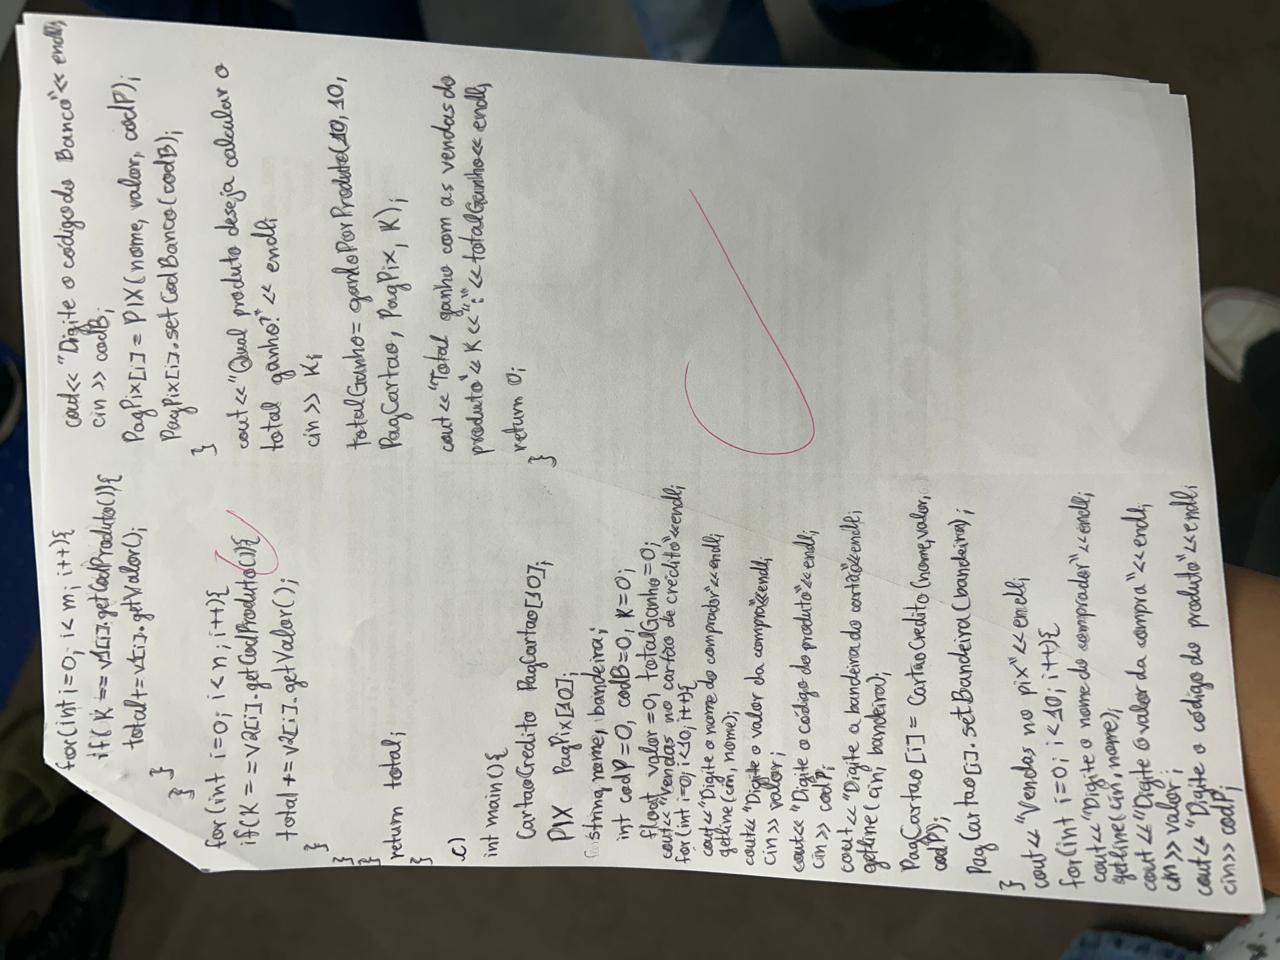 for(int i=0; i<m; i++){
if(K == v1[i].getCodProduto()){
total+=v1[i].getValor();
}
}
for(int i=0; i<n; i++){
if(K==v2[i].getCodProduto()){
total+=v2[i].getValor();
}
}
}
return total;
}
c)
int main(){
CartaoCredito PagCartao[10];
PIX PagPix[10];
string nome, bandeira;
int codP=0, codB=0, K=0;
float valor=0, totalGanho=0;
cout<<"Vendas no cartão de crédito"<<endl;
for(int i=0; i<10; i++){
cout<<"Digite o nome do comprador"<<endl;
getline(cin, nome);
cout<<"Digite o valor da compra"<<endl;
cin>>valor;
cout<<"Digite o código do produto"<<endl;
cin>>codP;
cout<<"Digite a bandeira do cartão"<<endl;
getline(cin, bandeira);
PagCartao[i]=CartaoCredito(nome,valor,
codP);
PagCartao[i].setBandeira(bandeira);
}
cout<<"Vendas no pix"<<endl;
for(int i=0; i<10; i++){
cout<<"Digite o nome do comprador"<<endl;
getline(cin, nome);
cout<<"Digite o valor da compra"<<endl;
cin>>valor;
cout<<"Digite o código do produto"<<endl;
cin>>codP;
cout<<"Digite o código do Banco"<<endl;
cin>>codB;
PagPix[i]=PIX(nome, valor, codP);
PagPix[i].setCodBanco(codB);
}
cout<<"Qual produto deseja calcular o
total ganho?"<<endl;
cin>>K;
totalGanho=ganhoPorProduto(10,10,
PagCartao, PagPix, K);
cout<<"Total ganho com as vendas do
produto"<<K<<":"<<totalGanho<<endl;
return 0;
}